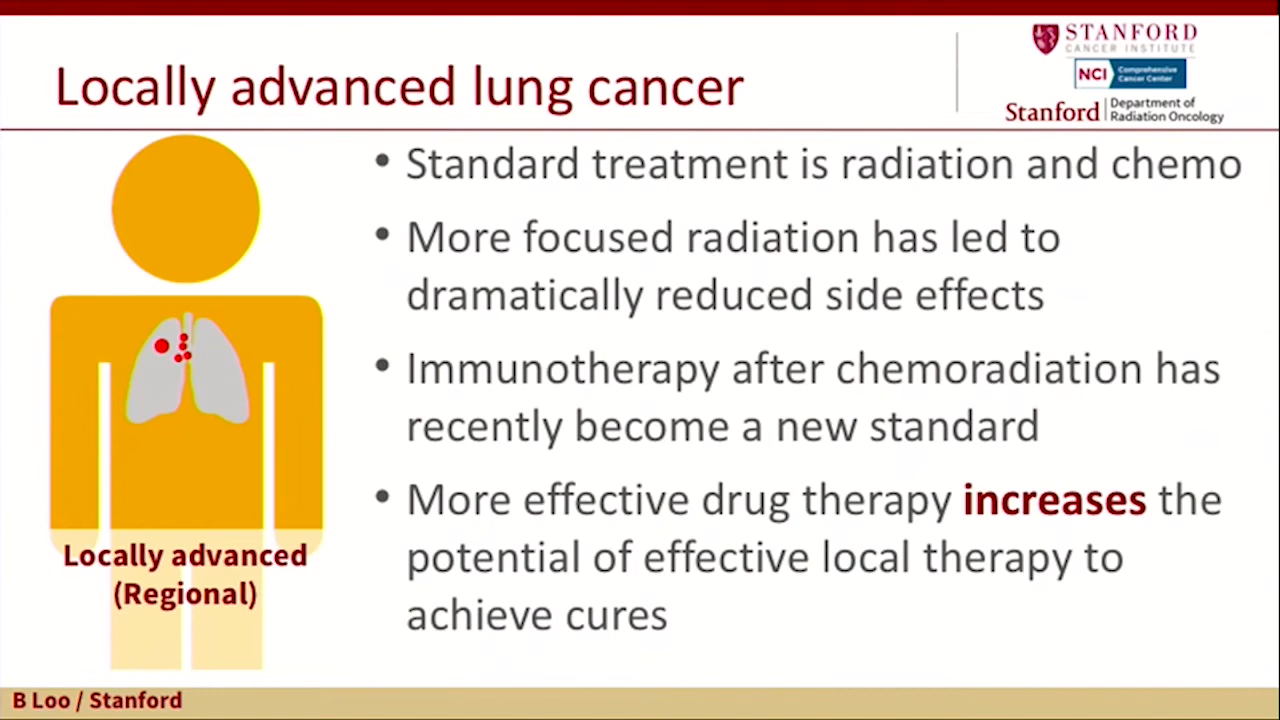 Locally advanced lung cancer
STANFORD
CANCER INSTITUTE
NCI Comprehensive
Cancer Center
Stanford Department of
Radiation Oncology
• Standard treatment is radiation and chemo
• More focused radiation has led to
dramatically reduced side effects
• Immunotherapy after chemoradiation has
recently become a new standard
• More effective drug therapy increases the
potential of effective local therapy to
achieve cures
Locally advanced
(Regional)
B Loo / Stanford